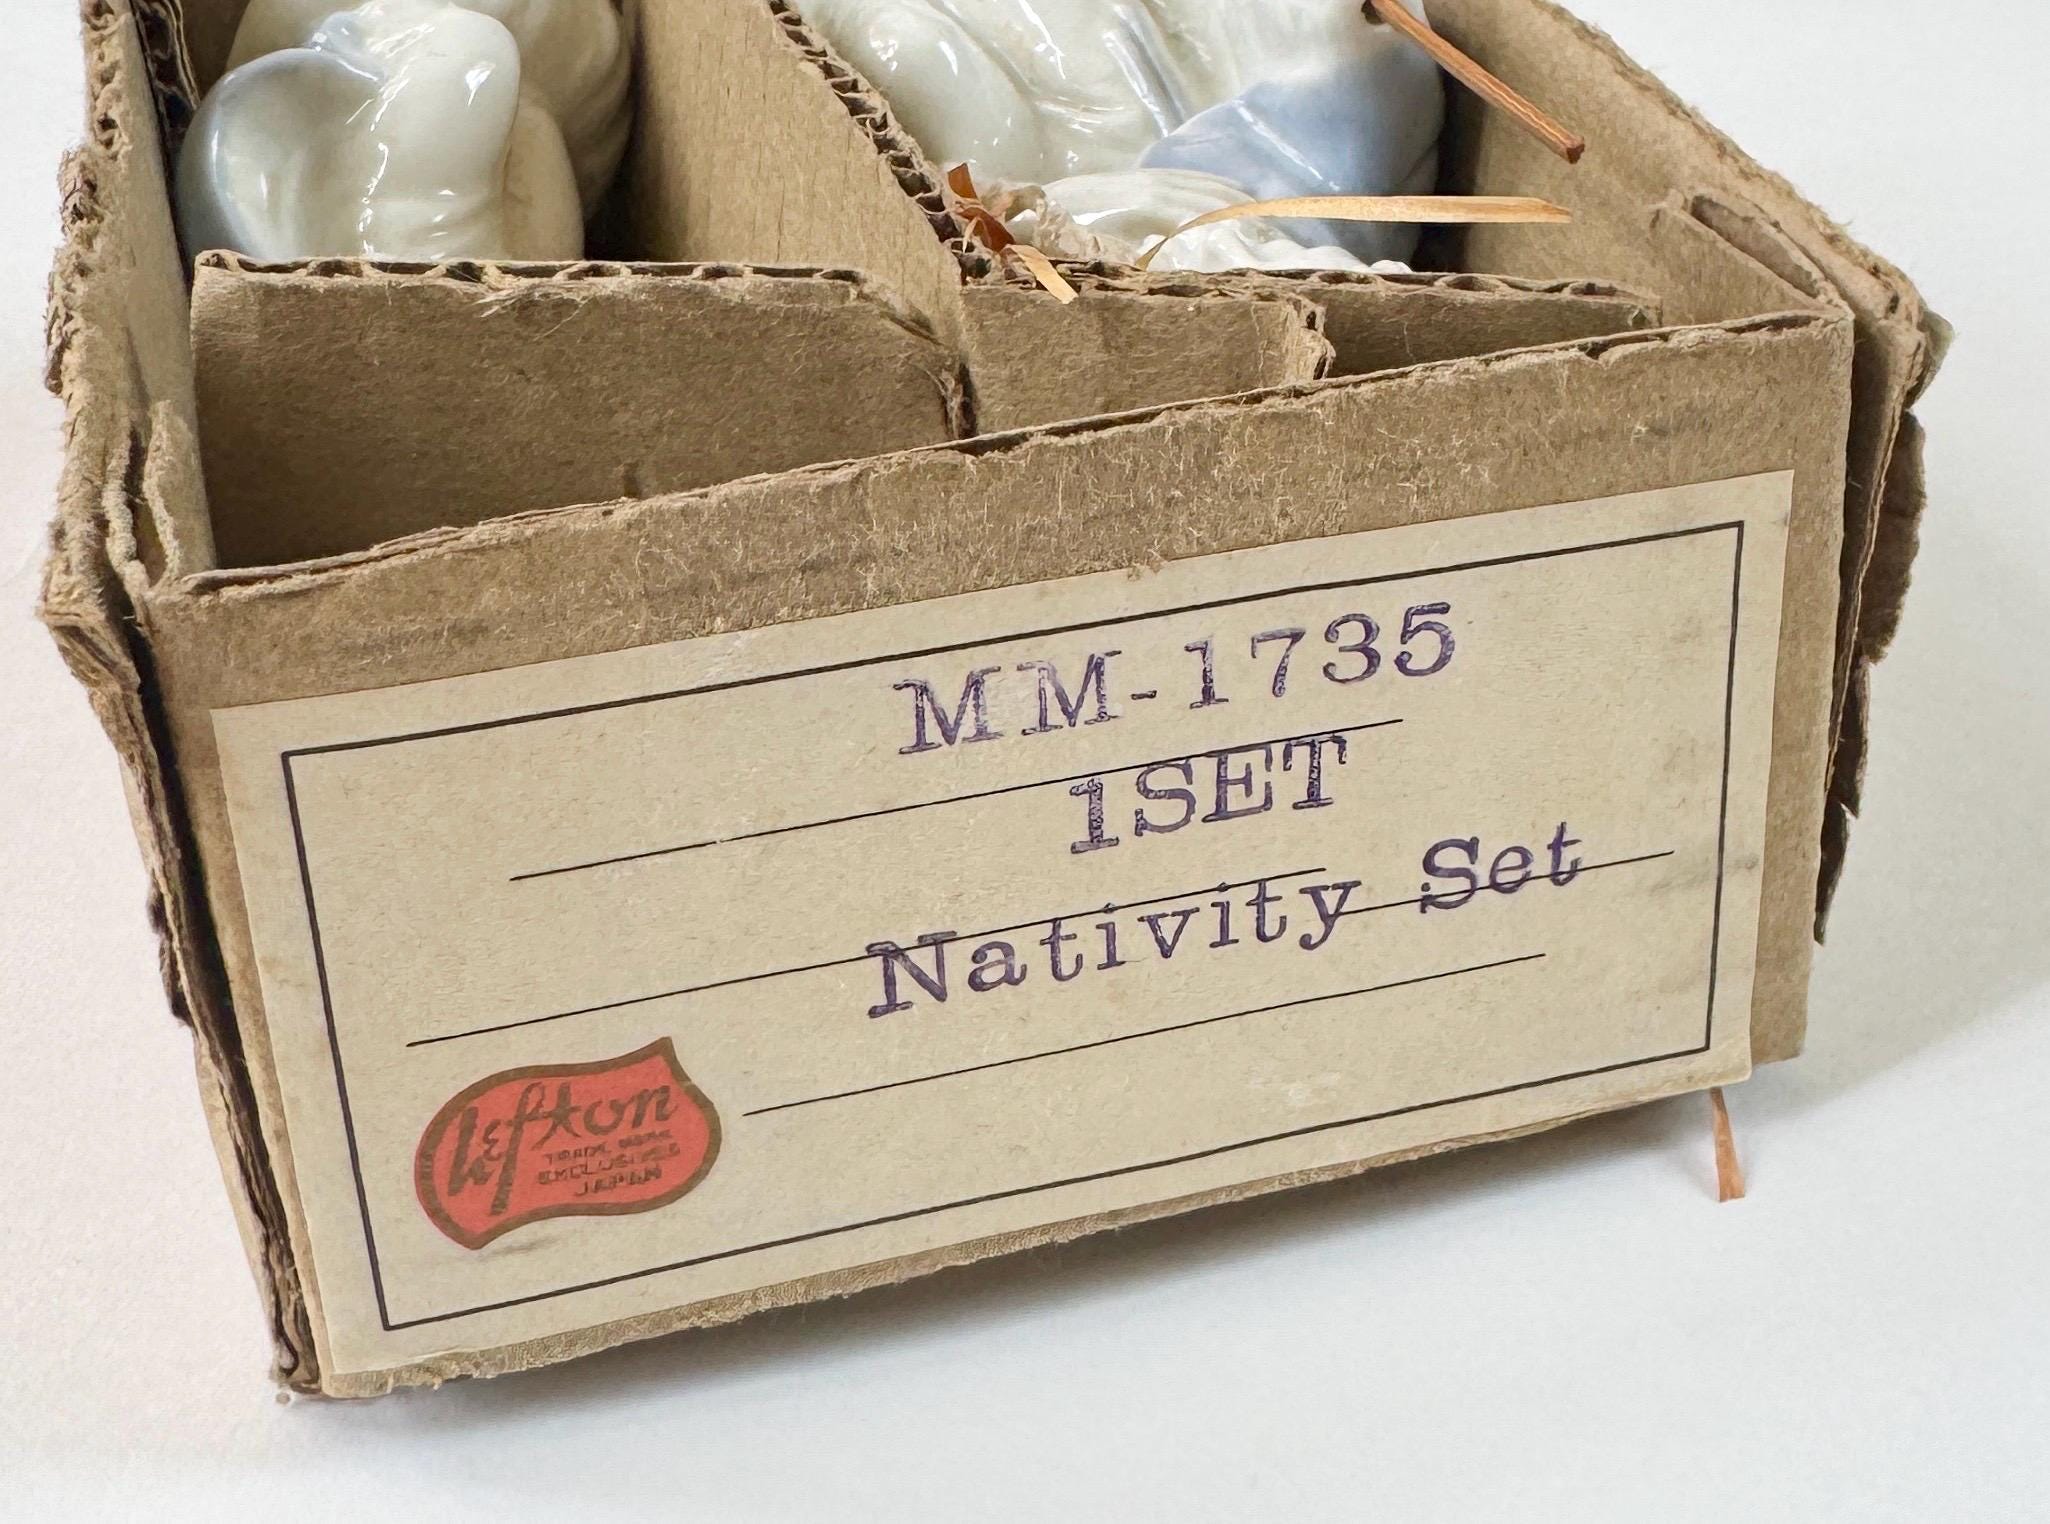 MM-1735
1SET
Nativity Set
Lefton
TRADE MARK
EXCLUSIVES
JAPAN